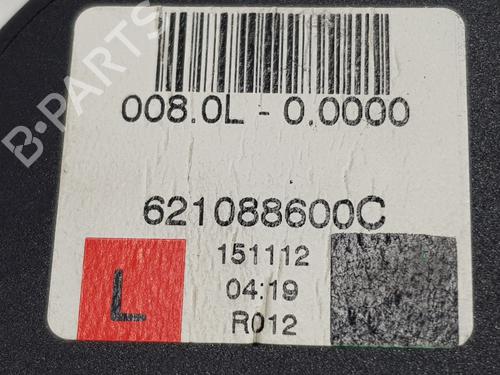 B-PARTS
008.0L - 0.0000
621088600C
151112
04:19
R012
L